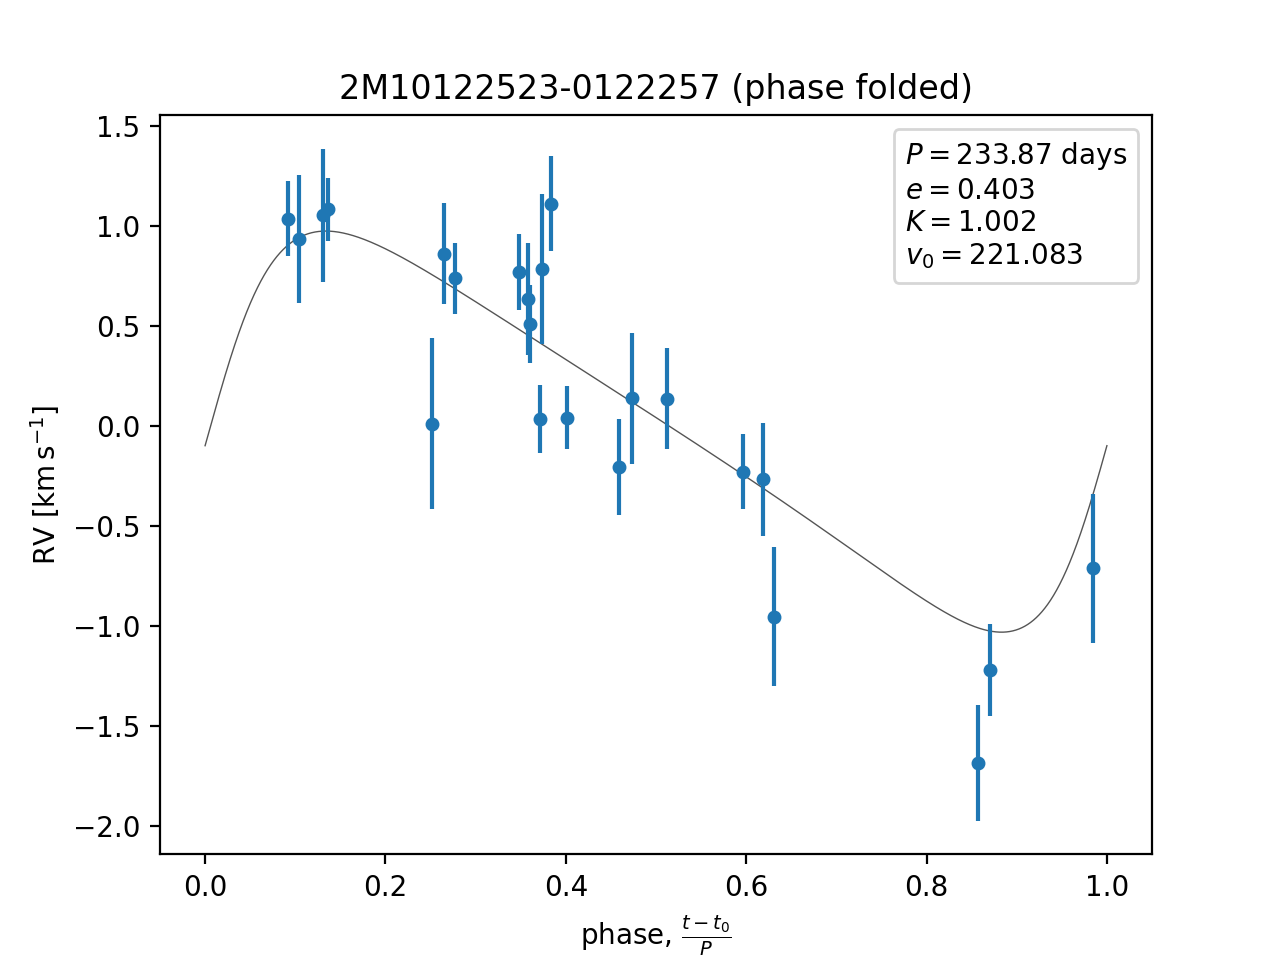 2M10122523-0122257 (phase folded)
P = 233.87 days
e = 0.403
K = 1.002
v₀ = 221.083
RV [km s⁻¹]
1.5
1.0
0.5
0.0
−0.5
−1.0
−1.5
−2.0
0.0 0.2 0.4 0.6 0.8 1.0
phase, (t − t₀)/P